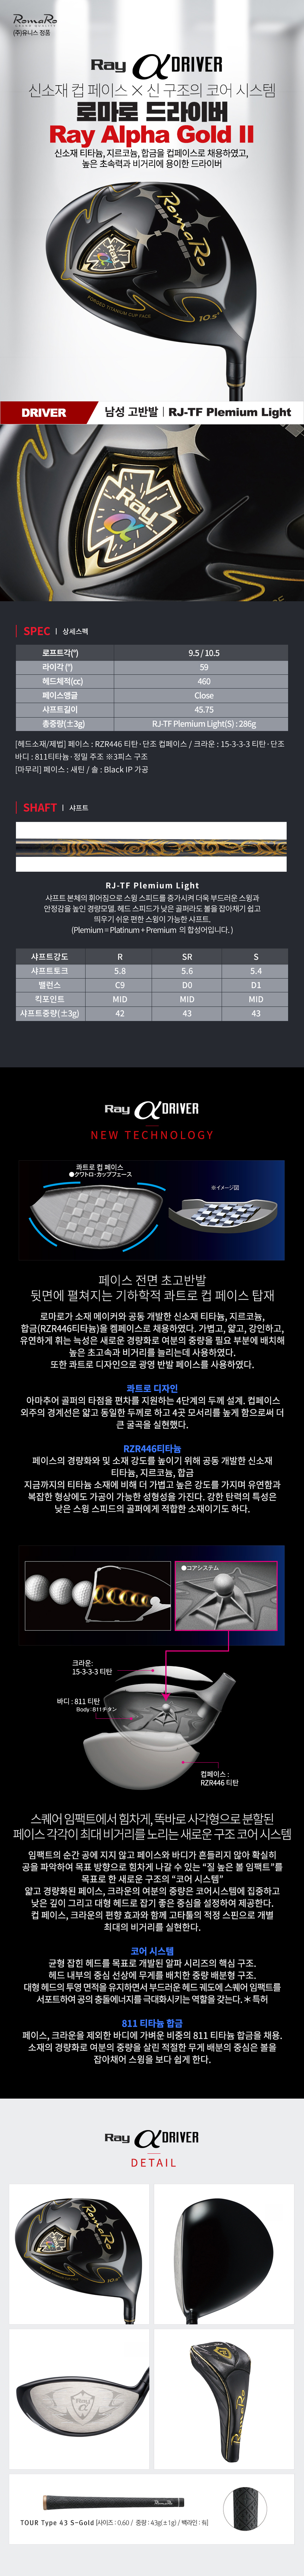 RomaRo
(주)유니스 정품
Ray α DRIVER
신소재 컵 페이스 × 신 구조의 코어 시스템
로마로 드라이버
Ray Alpha Gold II
신소재 티타늄, 지르코늄, 합금을 컵페이스로 채용하였고,
높은 초속력과 비거리에 용이한 드라이버
RomaRo
FORGED TITANIUM CUP FACE
10.5°
DRIVER
남성 고반발 | RJ-TF Plemium Light
Ray
α
SPEC | 상세스펙
로프트각(°) 9.5 / 10.5
라이각 (°) 59
헤드체적(cc) 460
페이스앵글 Close
샤프트길이 45.75
총중량(±3g) RJ-TF Plemium Light(S) : 286g
[헤드소재/제법] 페이스 : RZR446 티탄·단조 컵페이스 / 크라운 : 15-3-3-3 티탄·단조
바디 : 811티타늄·정밀 주조 ※3피스 구조
[마무리] 페이스 : 새틴 / 솔 : Black IP 가공
SHAFT | 샤프트
RJ-TF Plemium Light
샤프트 본체의 휘어짐으로 스윙 스피드를 증가시켜 더욱 부드러운 스윙과
안정감을 높인 경량모델. 헤드 스피드가 낮은 골퍼라도 볼을 잡아채기 쉽고
띄우기 쉬운 편한 스윙이 가능한 샤프트.
(Plemium = Platinum + Premium 의 합성어입니다. )
샤프트강도 R SR S
샤프트토크 5.8 5.6 5.4
밸런스 C9 D0 D1
킥포인트 MID MID MID
샤프트중량(±3g) 42 43 43
Ray α DRIVER
NEW TECHNOLOGY
콰트로 컵 페이스
●クワトロ・カップフェース
※イメージ図
페이스 전면 초고반발
뒷면에 펼쳐지는 기하학적 콰트로 컵 페이스 탑재
로마로가 소재 메이커와 공동 개발한 신소재 티타늄, 지르코늄,
합금(RZR446티타늄)을 컵페이스로 채용하였다. 가볍고, 얇고, 강인하고,
유연하게 휘는 녹성은 새로운 경량화로 여분의 중량을 필요 부분에 배치해
높은 초고속과 비거리를 늘리는데 사용하였다.
또한 콰트로 디자인으로 광영 반발 페이스를 사용하였다.
콰트로 디자인
아마추어 골퍼의 타점을 편차를 지원하는 4단계의 두께 설계. 컵페이스
외주의 경계선은 얇고 동일한 두께로 하고 4곳 모서리를 높게 함으로써 더
큰 굴곡을 실현했다.
RZR446티타늄
페이스의 경량화와 및 소재 강도를 높이기 위해 공동 개발한 신소재
티타늄, 지르코늄, 합금
지금까지의 티타늄 소재에 비해 더 가볍고 높은 강도를 가지며 유연함과
복잡한 형상에도 가공이 가능한 성형성을 가진다. 강한 탄력의 특성은
낮은 스윙 스피드의 골퍼에게 적합한 소재이기도 하다.
●コアシステム
크라운:
15-3-3-3 티탄
바디 : 811 티탄
Body : 811チタン
컵페이스 :
RZR446 티탄
스퀘어 임팩트에서 힘차게, 똑바로 사각형으로 분할된
페이스 각각이 최대 비거리를 노리는 새로운 구조 코어 시스템
임팩트의 순간 공에 지지 않고 페이스와 바디가 흔들리지 않아 확실히
공을 파악하여 목표 방향으로 힘차게 나갈 수 있는 “질 높은 볼 임팩트”를
목표로 한 새로운 구조의 “코어 시스템”
얇고 경량화된 페이스, 크라운의 여분의 중량은 코어시스템에 집중하고
낮은 깊이 그리고 대형 헤드로 잡기 좋은 중심을 설정하여 제공한다.
컵 페이스, 크라운의 편향 효과와 함께 고타돌의 적정 스핀으로 개별
최대의 비거리를 실현한다.
코어 시스템
균형 잡힌 헤드를 목표로 개발된 알파 시리즈의 핵심 구조.
헤드 내부의 중심 선상에 무게를 배치한 중량 배분형 구조.
대형 헤드의 투영 면적을 유지하면서 부드러운 헤드 궤도에 스퀘어 임팩트를
서포트하여 공의 충돌에너지를 극대화시키는 역할을 갖는다. ＊ 특허
811 티타늄 합금
페이스, 크라운을 제외한 바디에 가벼운 비중의 811 티타늄 합금을 채용.
소재의 경량화로 여분의 중량을 살린 적절한 무게 배분의 중심은 볼을
잡아채어 스윙을 보다 쉽게 한다.
Ray α DRIVER
DETAIL
RomaRo
10.5
Ray
α
RomaRo
TOUR Type 43 S-Gold [사이즈 : 0.60 / 중량 : 43g(±1g) / 백라인 : 有]